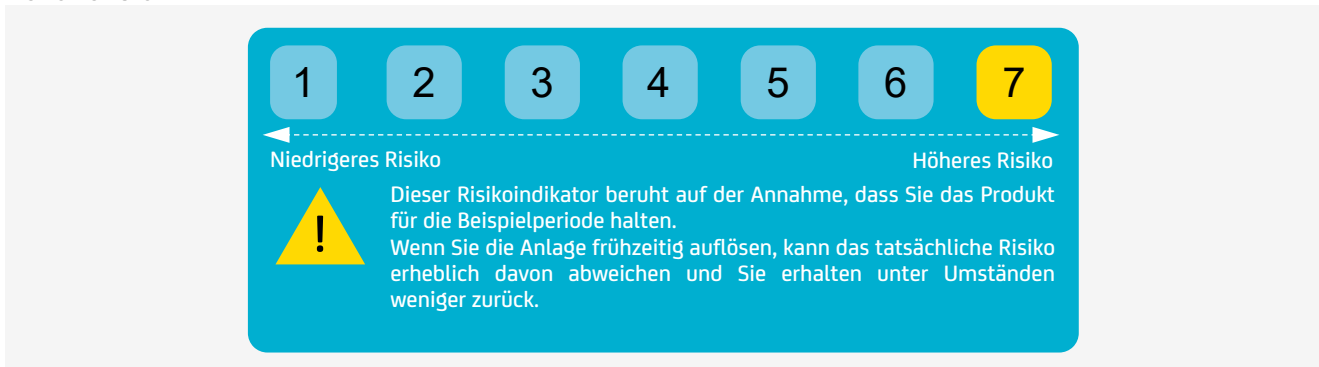 1 2 3 4 5 6 7
Niedrigeres Risiko Höheres Risiko
!
Dieser Risikoindikator beruht auf der Annahme, dass Sie das Produkt
für die Beispielperiode halten.
Wenn Sie die Anlage frühzeitig auflösen, kann das tatsächliche Risiko
erheblich davon abweichen und Sie erhalten unter Umständen
weniger zurück.